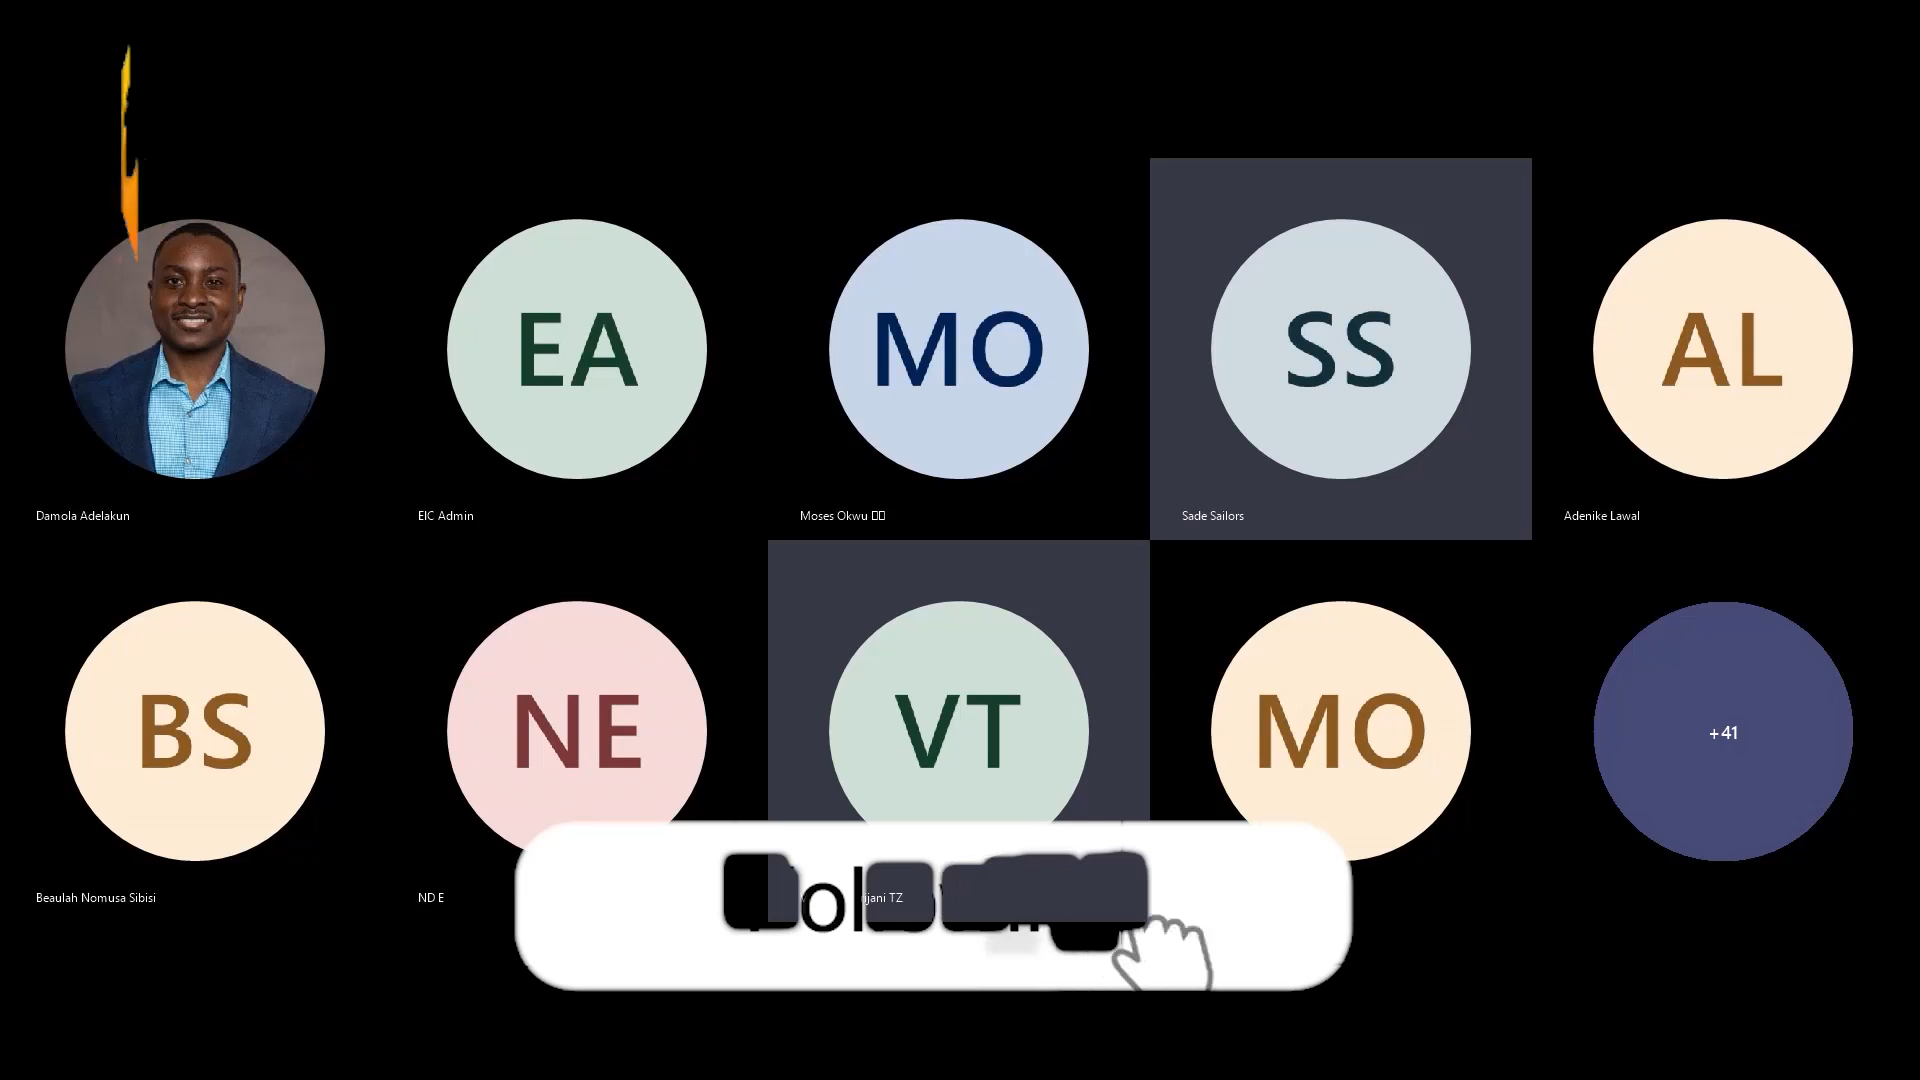 EA
MO
SS
AL
Damola Adelakun
EIC Admin
Moses Okwu
Sade Sailors
Adenike Lawal
BS
NE
VT
MO
+41
Beaulah Nomusa Sibisi
ND E
TZ